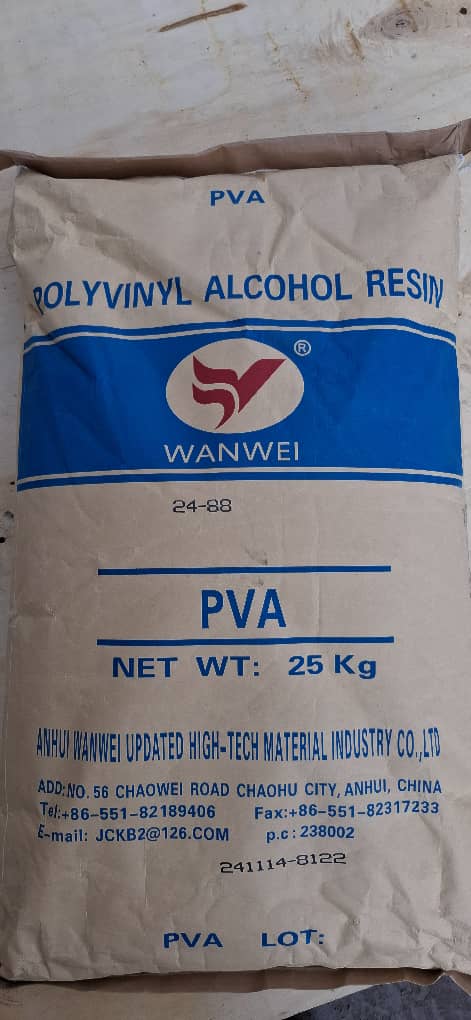 PVA
POLYVINYL ALCOHOL RESIN
®
WANWEI
24-88
PVA
NET WT: 25 Kg
ANHUI WANWEI UPDATED HIGH-TECH MATERIAL INDUSTRY CO.,LTD
ADD:NO.56 CHAOWEI ROAD CHAOHU CITY, ANHUI, CHINA
Tel:+86-551-82189406 Fax:+86-551-82317233
E-mail: JCKB2@126.COM p.c:238002
241114-8122
PVA LOT: